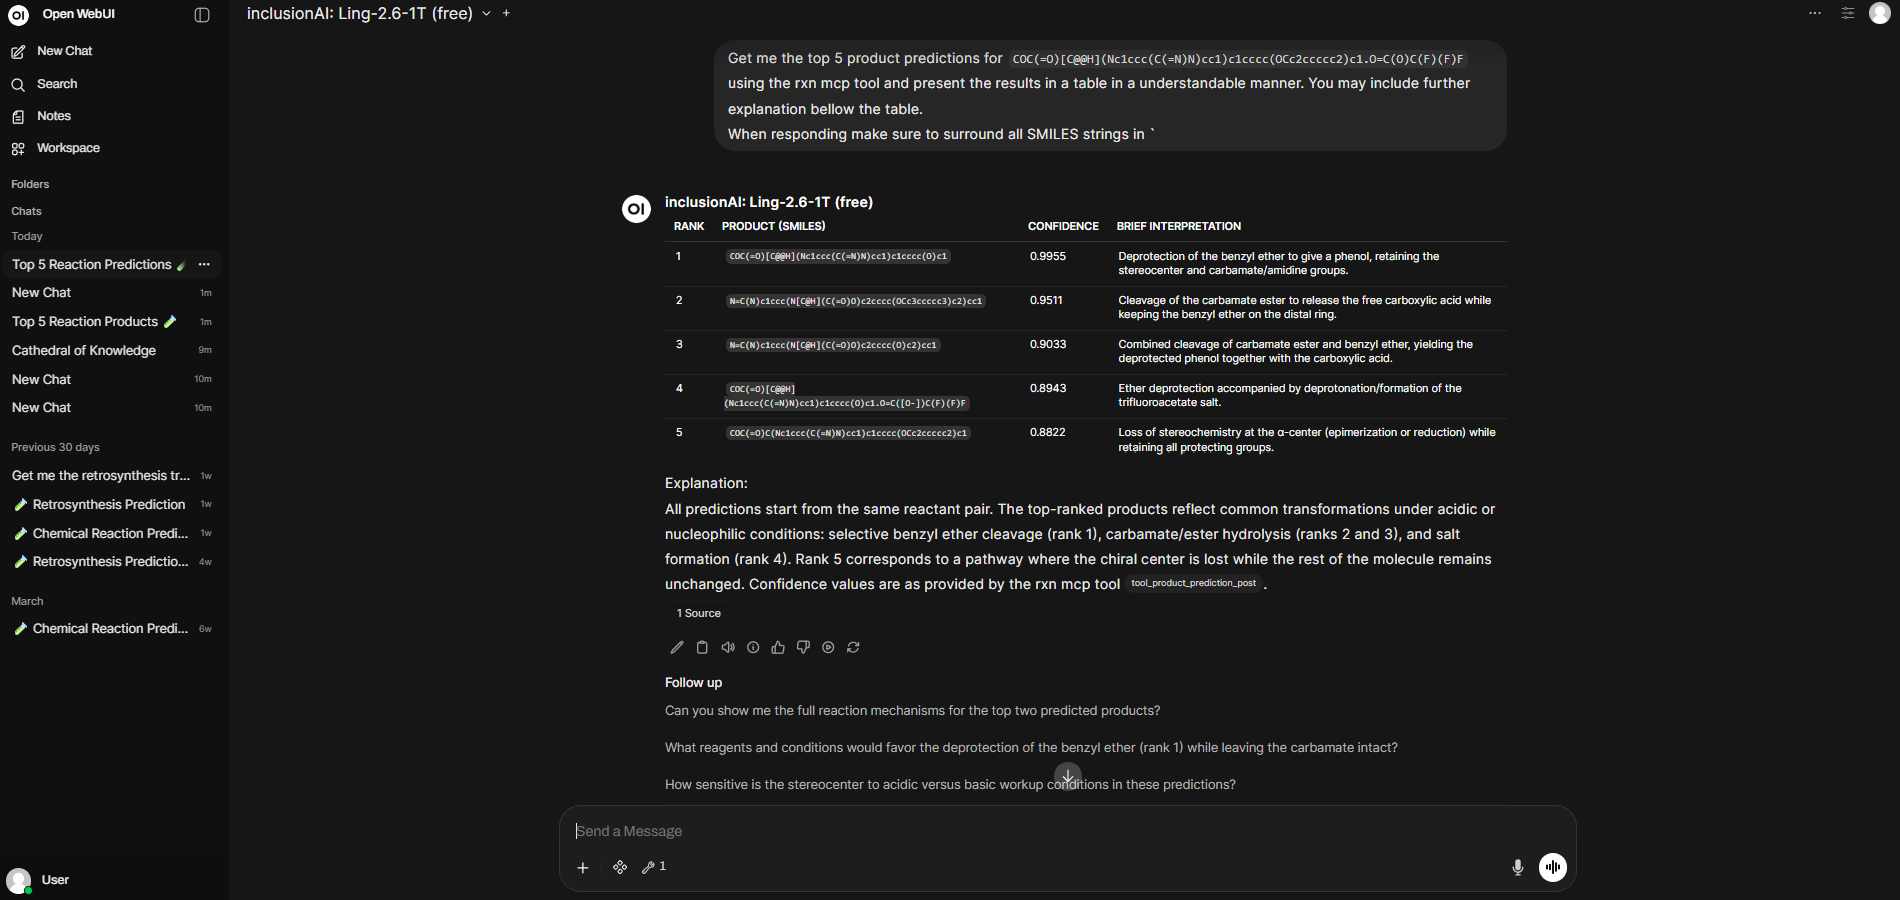 OI Open WebUI
New Chat
Search
Notes
Workspace
Folders
Chats
Today
Top 5 Reaction Predictions
New Chat 1m
Top 5 Reaction Products 1m
Cathedral of Knowledge 9m
New Chat 10m
New Chat 10m
Previous 30 days
Get me the retrosynthesis tr... 1w
Retrosynthesis Prediction 1w
Chemical Reaction Predi... 1w
Retrosynthesis Predictio... 4w
March
Chemical Reaction Predi... 6w
User
inclusionAI: Ling-2.6-1T (free)
Get me the top 5 product predictions for COC(=O)[C@@H](Nc1ccc(C(=N)N)cc1)c1cccc(OCc2ccccc2)c1.O=C(O)C(F)(F)F
using the rxn mcp tool and present the results in a table in a understandable manner. You may include further
explanation bellow the table.
When responding make sure to surround all SMILES strings in `
OI inclusionAI: Ling-2.6-1T (free)
RANK PRODUCT (SMILES) CONFIDENCE BRIEF INTERPRETATION
1 COC(=O)[C@@H](Nc1ccc(C(=N)N)cc1)c1cccc(O)c1 0.9955 Deprotection of the benzyl ether to give a phenol, retaining the
stereocenter and carbamate/amidine groups.
2 N=C(N)c1ccc(N[C@H](C(=O)O)c2cccc(OCc3ccccc3)c2)cc1 0.9511 Cleavage of the carbamate ester to release the free carboxylic acid while
keeping the benzyl ether on the distal ring.
3 N=C(N)c1ccc(N[C@H](C(=O)O)c2cccc(O)c2)cc1 0.9033 Combined cleavage of carbamate ester and benzyl ether, yielding the
deprotected phenol together with the carboxylic acid.
4 COC(=O)[C@@H] 0.8943 Ether deprotection accompanied by deprotonation/formation of the
(Nc1ccc(C(=N)N)cc1)c1cccc(O)c1.O=C([O-])C(F)(F)F trifluoroacetate salt.
5 COC(=O)C(Nc1ccc(C(=N)N)cc1)c1cccc(OCc2ccccc2)c1 0.8822 Loss of stereochemistry at the α-center (epimerization or reduction) while
retaining all protecting groups.
Explanation:
All predictions start from the same reactant pair. The top-ranked products reflect common transformations under acidic or
nucleophilic conditions: selective benzyl ether cleavage (rank 1), carbamate/ester hydrolysis (ranks 2 and 3), and salt
formation (rank 4). Rank 5 corresponds to a pathway where the chiral center is lost while the rest of the molecule remains
unchanged. Confidence values are as provided by the rxn mcp tool tool_product_prediction_post .
1 Source
Follow up
Can you show me the full reaction mechanisms for the top two predicted products?
What reagents and conditions would favor the deprotection of the benzyl ether (rank 1) while leaving the carbamate intact?
How sensitive is the stereocenter to acidic versus basic workup conditions in these predictions?
Send a Message
1